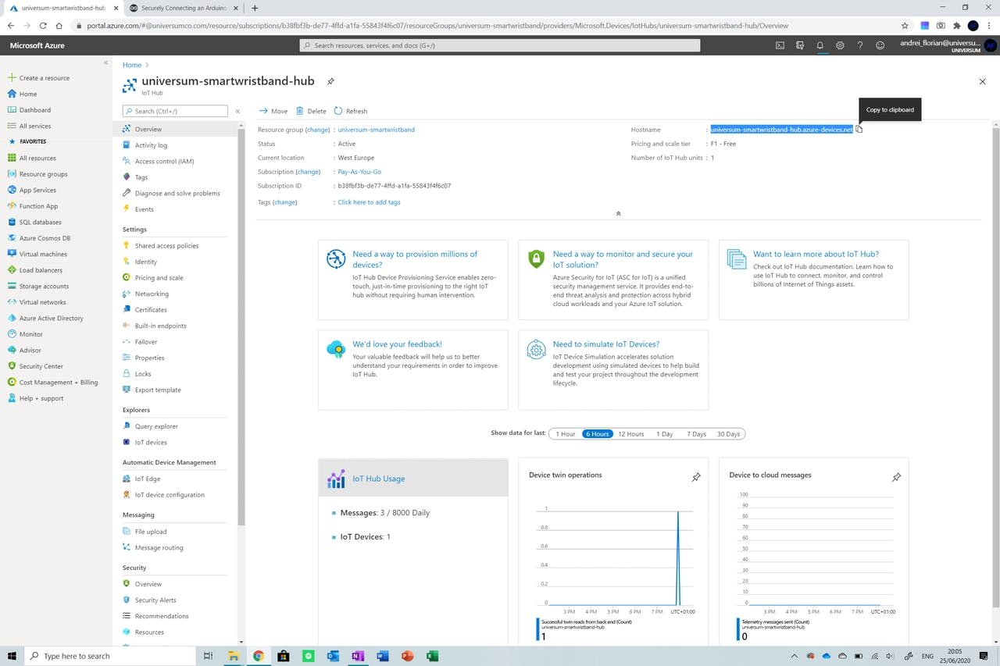 universum-smartwristband-hub
Securely Connecting an Arduino
portal.azure.com/#@universumco.com/resource/subscriptions/b38fbf3b-de77-4ffd-a1fa-55843f4f6c07/resourceGroups/universum-smartwristband/providers/Microsoft.Devices/IotHubs/universum-smartwristband-hub/Overview
Microsoft Azure
Search resources, services, and docs (G+/)
andrei_florian@universu...
UNIVERSUM
AF
Create a resource
Home
Dashboard
All services
FAVORITES
All resources
Resource groups
App Services
Function App
SQL databases
Azure Cosmos DB
Virtual machines
Load balancers
Storage accounts
Virtual networks
Azure Active Directory
Monitor
Advisor
Security Center
Cost Management + Billing
Help + support
Home >
universum-smartwristband-hub
IoT Hub
Search (Ctrl+/)
Overview
Activity log
Access control (IAM)
Tags
Diagnose and solve problems
Events
Settings
Shared access policies
Identity
Pricing and scale
Networking
Certificates
Built-in endpoints
Failover
Properties
Locks
Export template
Explorers
Query explorer
IoT devices
Automatic Device Management
IoT Edge
IoT device configuration
Messaging
File upload
Message routing
Security
Overview
Security Alerts
Recommendations
Resources
Move Delete Refresh
Copy to clipboard
Resource group (change) : universum-smartwristband
Status : Active
Current location : West Europe
Subscription (change) : Pay-As-You-Go
Subscription ID : b38fbf3b-de77-4ffd-a1fa-55843f4f6c07
Tags (change) : Click here to add tags
Hostname : universum-smartwristband-hub.azure-devices.net
Pricing and scale tier : F1 - Free
Number of IoT Hub units : 1
Need a way to provision millions of
devices?
IoT Hub Device Provisioning Service enables zero-
touch, just-in-time provisioning to the right IoT
hub without requiring human intervention.
Need a way to monitor and secure your
IoT solution?
Azure Security for IoT (ASC for IoT) is a unified
security management service. It provides end-to-
end threat analysis and protection across hybrid
cloud workloads and your Azure IoT solution.
Want to learn more about IoT Hub?
Check out IoT Hub documentation. Learn how to
use IoT Hub to connect, monitor, and control
billions of Internet of Things assets.
We'd love your feedback!
Your valuable feedback will help us to better
understand your requirements in order to improve
IoT Hub.
Need to simulate IoT Devices?
IoT Device Simulation accelerates solution
development using simulated devices to help build
and test your project throughout the development
lifecycle.
Show data for last: 1 Hour 6 Hours 12 Hours 1 Day 7 Days 30 Days
IoT Hub Usage
Messages: 3 / 8000 Daily
IoT Devices: 1
Device twin operations
1
0.8
0.6
0.4
0.2
0
3 PM 4 PM 5 PM 6 PM 7 PM UTC+01:00
Successful twin reads from back end (Count)
universum-smartwristband-hub
1
Device to cloud messages
100
90
80
70
60
50
40
30
20
10
0
3 PM 4 PM 5 PM 6 PM 7 PM UTC+01:00
Telemetry messages sent (Count)
universum-smartwristband-hub
0
Type here to search
ENG
20:05
25/06/2020